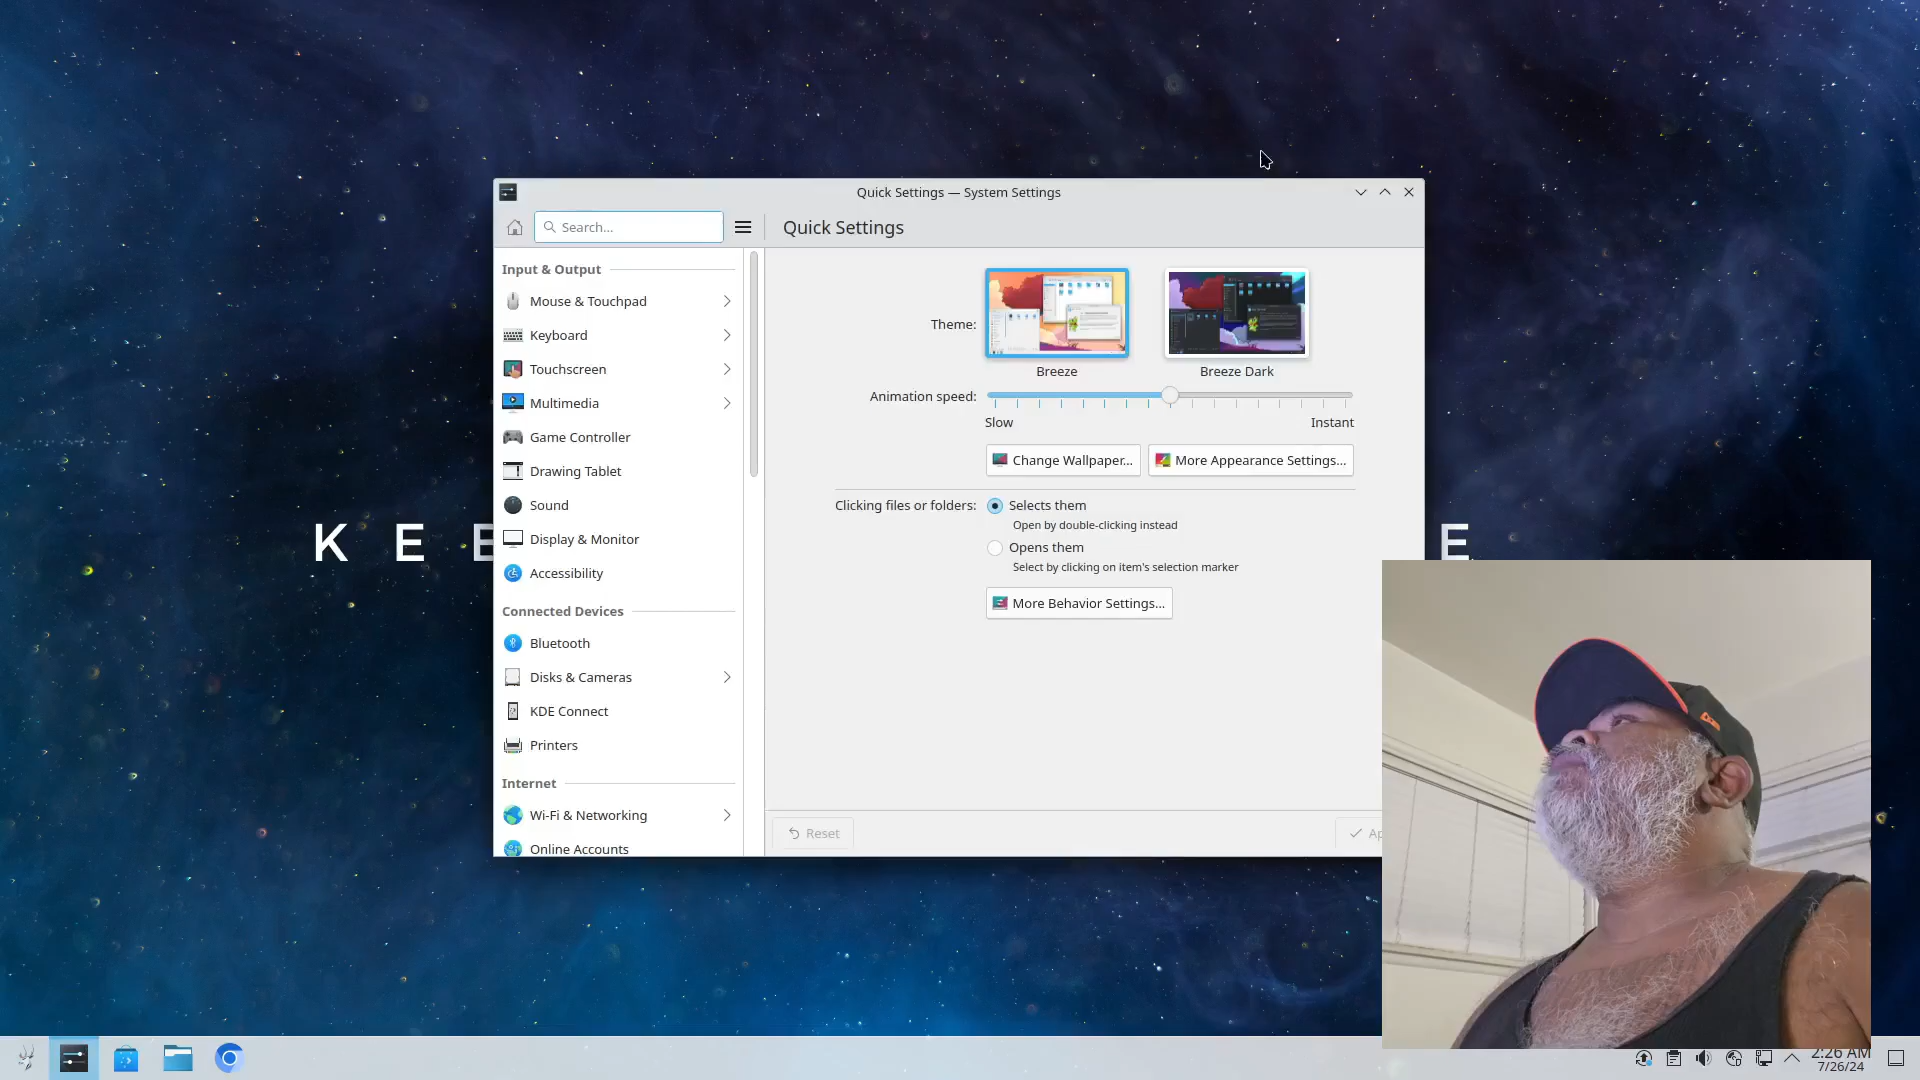 Quick Settings — System Settings
Search...
Quick Settings
Input & Output
Mouse & Touchpad
Keyboard
Touchscreen
Multimedia
Game Controller
Drawing Tablet
Sound
Display & Monitor
Accessibility
Connected Devices
Bluetooth
Disks & Cameras
KDE Connect
Printers
Internet
Wi-Fi & Networking
Online Accounts
Theme:
Breeze
Breeze Dark
Animation speed:
Slow
Instant
Change Wallpaper...
More Appearance Settings...
Clicking files or folders:
Selects them
Open by double-clicking instead
Opens them
Select by clicking on item's selection marker
More Behavior Settings...
Reset
K E E
E
2:26 AM
7/26/24